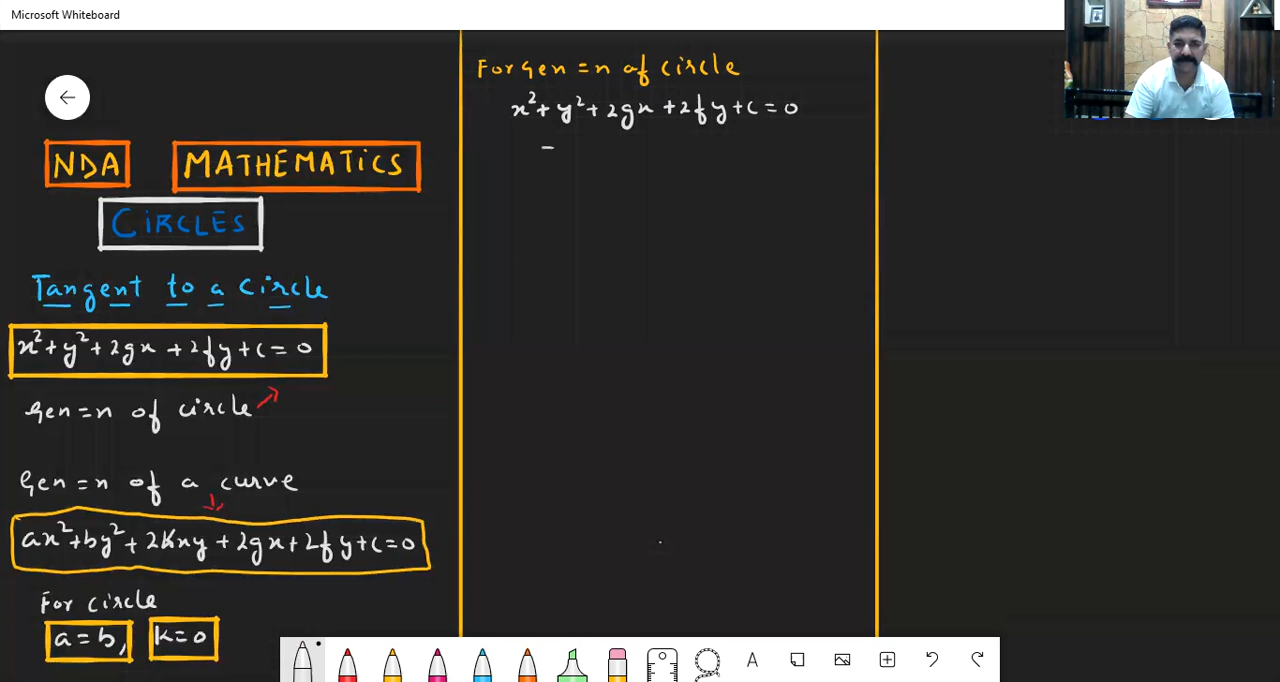 Microsoft Whiteboard
NDA MATHEMATICS
CIRCLES
Tangent to a circle
x²+y²+2gx+2fy+c=0
Gen=n of circle
Gen=n of a curve
ax²+by²+2Kxy+2gx+2fy+c=0
For circle
a=b, K=0
For Gen=n of circle
x²+y²+2gx+2fy+c=0
A